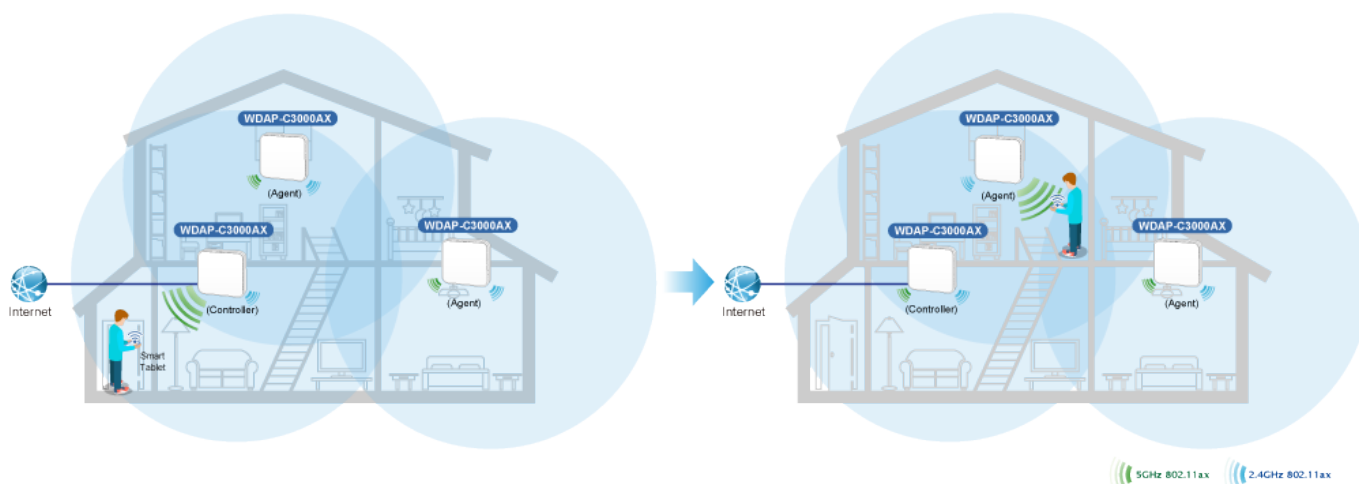 WDAP-C3000AX
(Agent)
WDAP-C3000AX
(Controller)
WDAP-C3000AX
(Agent)
Internet
Smart
Tablet
WDAP-C3000AX
(Agent)
WDAP-C3000AX
(Controller)
WDAP-C3000AX
(Agent)
Internet
5GHz 802.11ax
2.4GHz 802.11ax